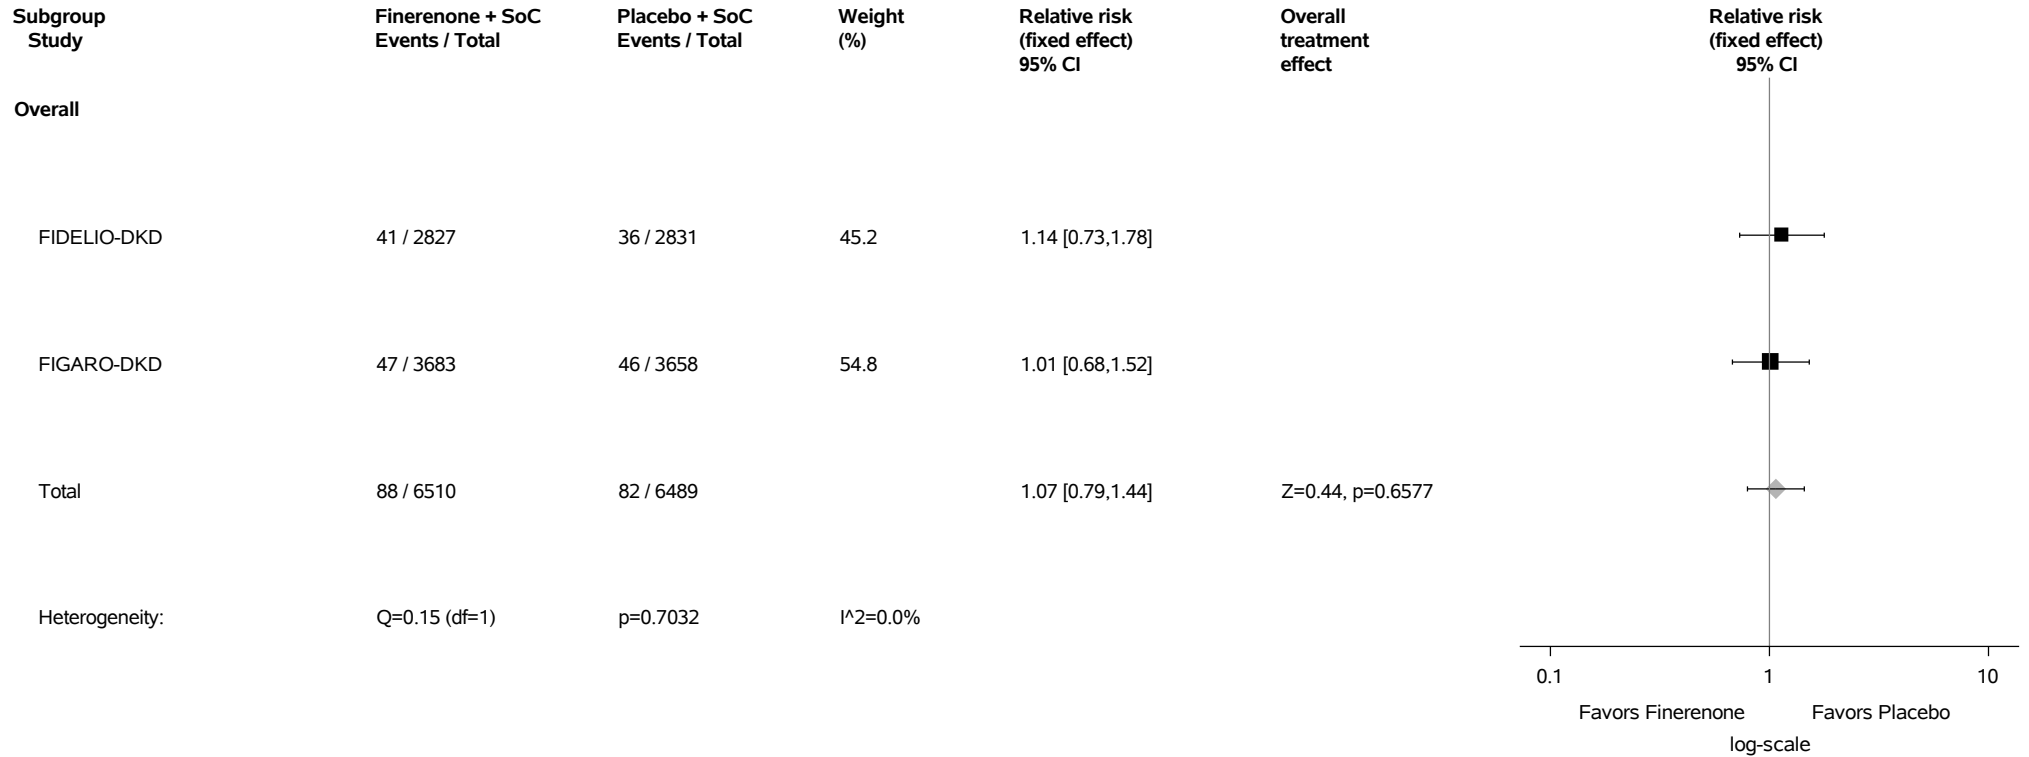 Subgroup Finerenone + SoC Placebo + SoC Weight Relative risk Overall Relative risk
Study Events / Total Events / Total (%) (fixed effect) treatment (fixed effect)
95% CI effect 95% CI
Overall
FIDELIO-DKD 41 / 2827 36 / 2831 45.2 1.14 [0.73,1.78]
FIGARO-DKD 47 / 3683 46 / 3658 54.8 1.01 [0.68,1.52]
Total 88 / 6510 82 / 6489 1.07 [0.79,1.44] Z=0.44, p=0.6577
Heterogeneity: Q=0.15 (df=1) p=0.7032 I^2=0.0%
0.1 1 10
Favors Finerenone Favors Placebo
log-scale